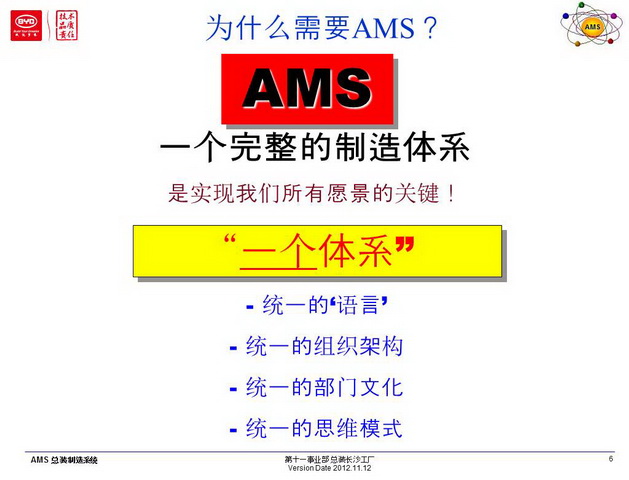 BYD
技术
品质
责任
为什么需要AMS？
AMS
AMS
一个完整的制造体系
是实现我们所有愿景的关键！
“一个体系”
- 统一的‘语言’
- 统一的组织架构
- 统一的部门文化
- 统一的思维模式
AMS 总装制造系统
第十一事业部总装长沙工厂
Version Date 2012.11.12
6